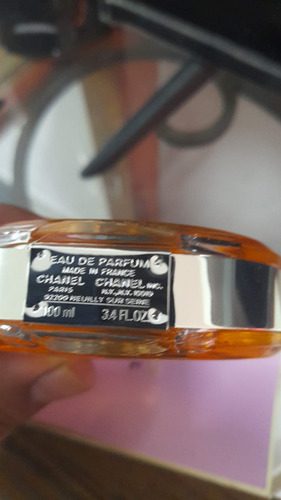 EAU DE PARFUM
MADE IN FRANCE
CHANEL CHANEL INC.
PARIS N.Y., N.Y. 10019
92200 NEUILLY SUR SEINE
100 ml 3.4 FL.OZ